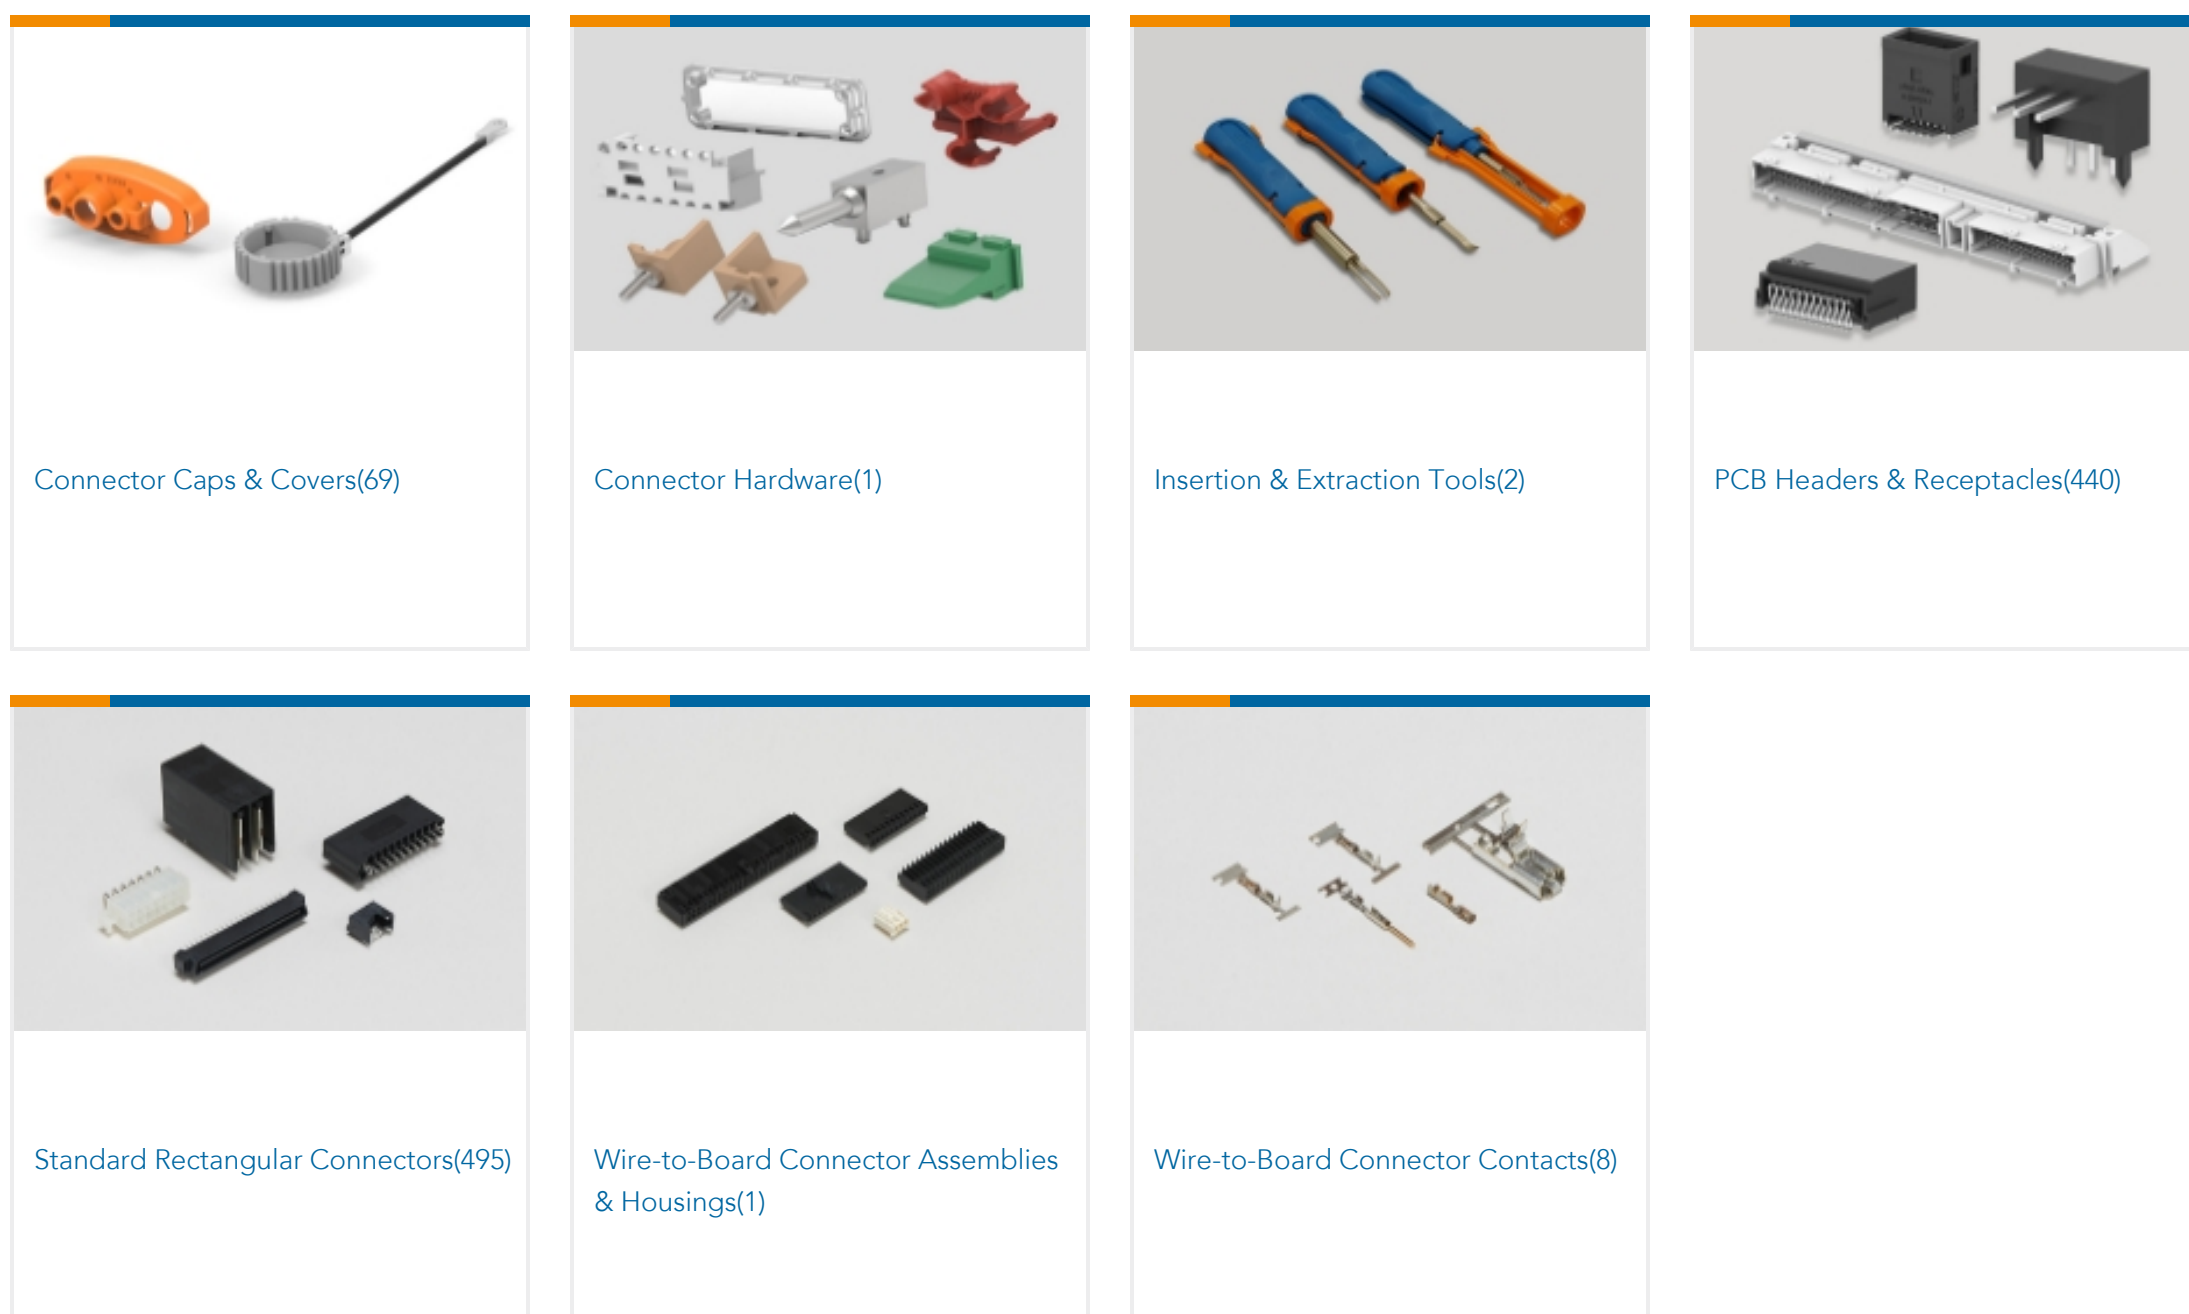 Connector Caps & Covers(69)
Connector Hardware(1)
Insertion & Extraction Tools(2)
PCB Headers & Receptacles(440)
Standard Rectangular Connectors(495)
Wire-to-Board Connector Assemblies
& Housings(1)
Wire-to-Board Connector Contacts(8)